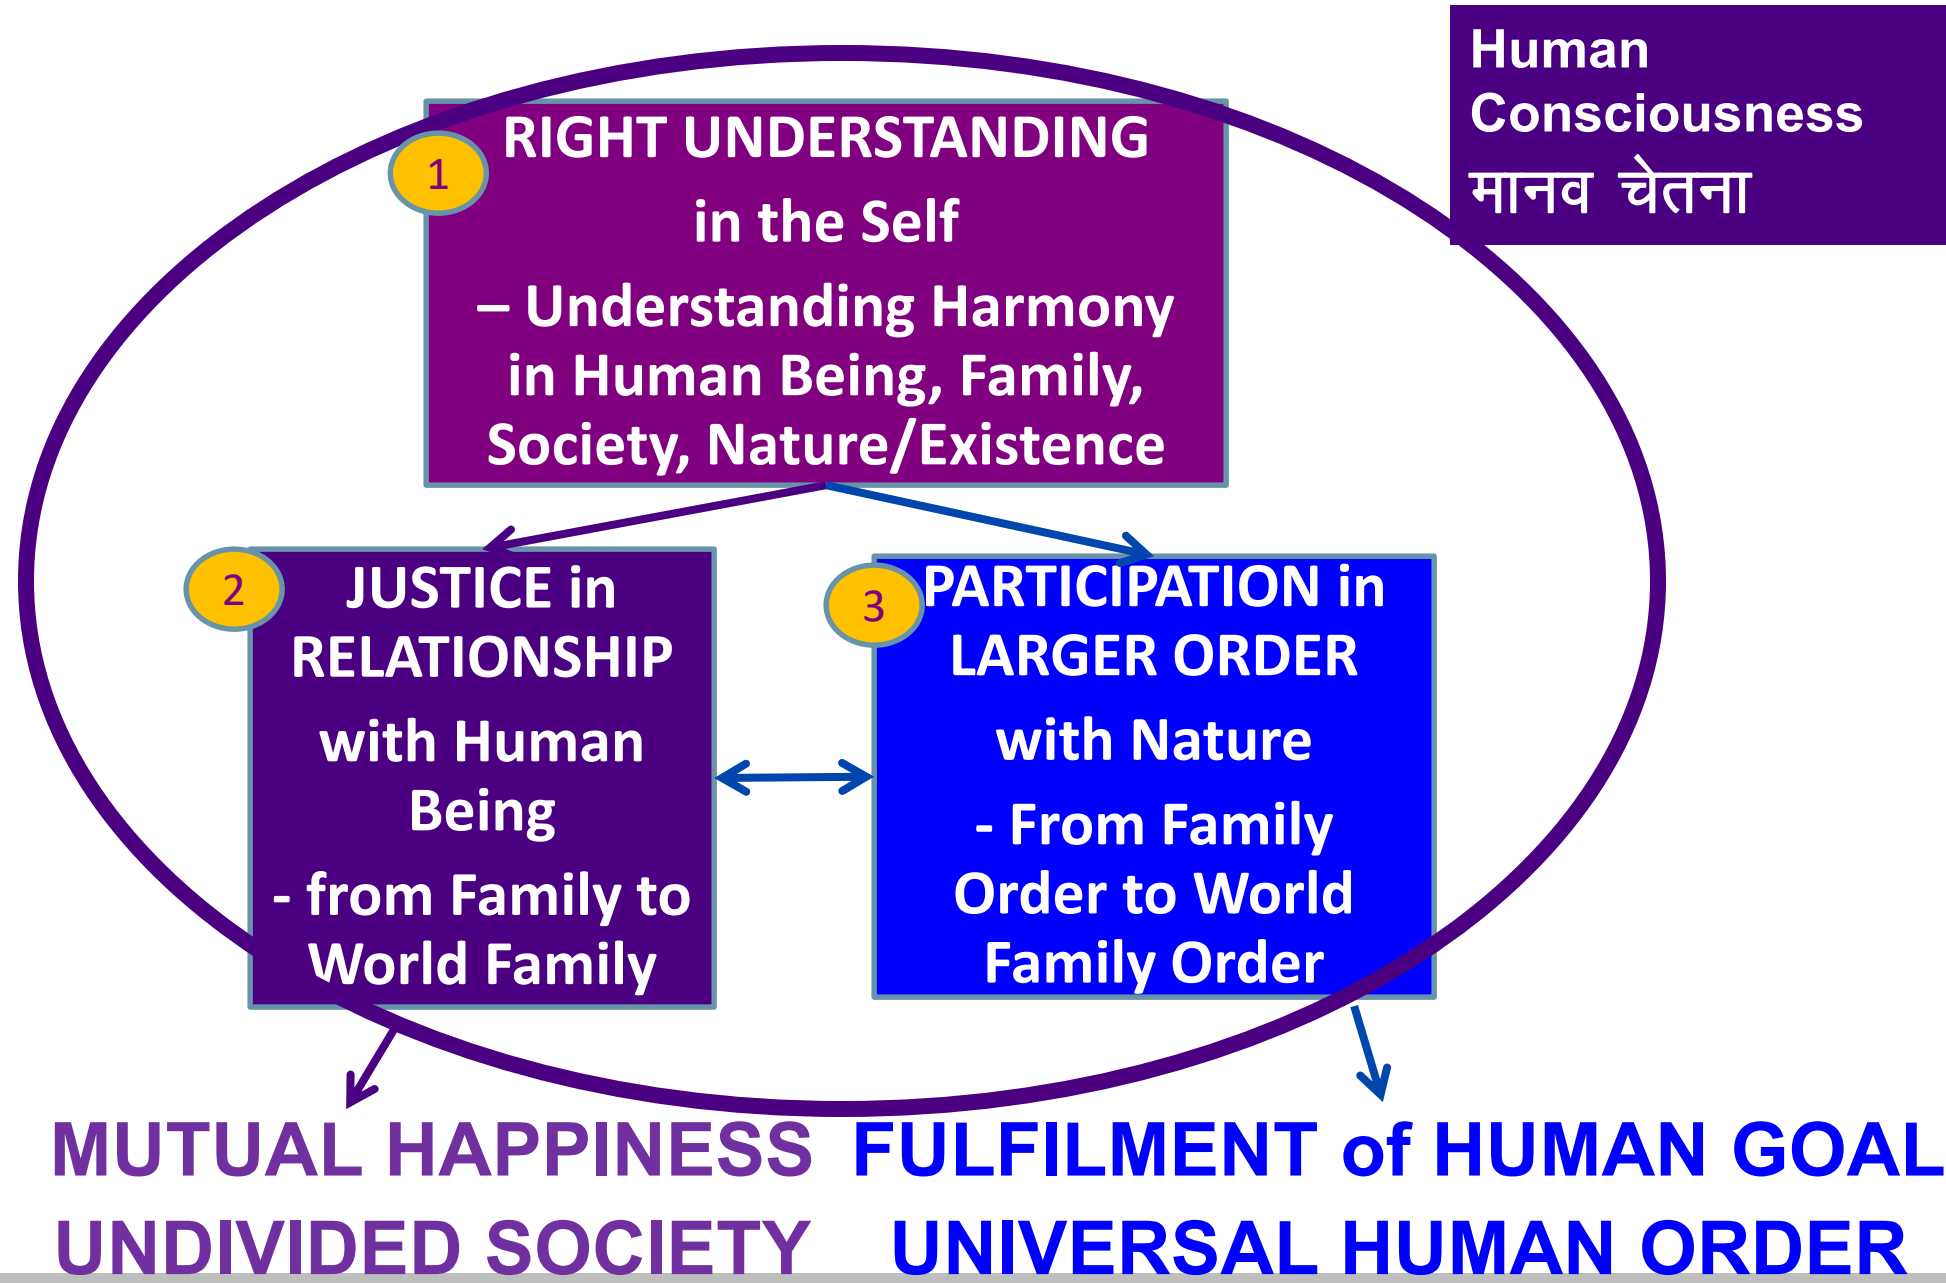 Human
Consciousness
मानव चेतना
1
RIGHT UNDERSTANDING
in the Self
– Understanding Harmony
in Human Being, Family,
Society, Nature/Existence
2
JUSTICE in
RELATIONSHIP
with Human
Being
- from Family to
World Family
3
PARTICIPATION in
LARGER ORDER
with Nature
- From Family
Order to World
Family Order
MUTUAL HAPPINESS
UNDIVIDED SOCIETY
FULFILMENT of HUMAN GOAL
UNIVERSAL HUMAN ORDER